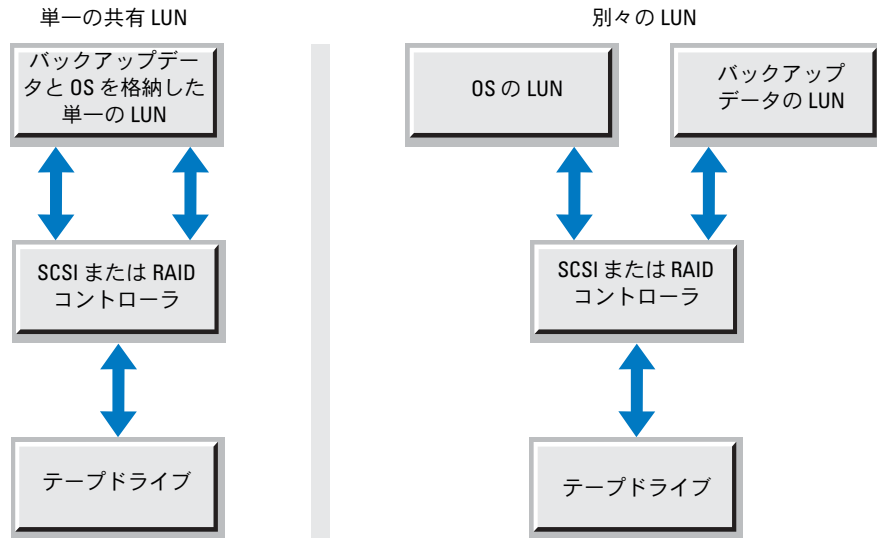 単一の共有 LUN
バックアップデー
タと OS を格納した
単一の LUN
SCSI または RAID
コントローラ
テープドライブ
別々の LUN
OS の LUN
バックアップ
データの LUN
SCSI または RAID
コントローラ
テープドライブ